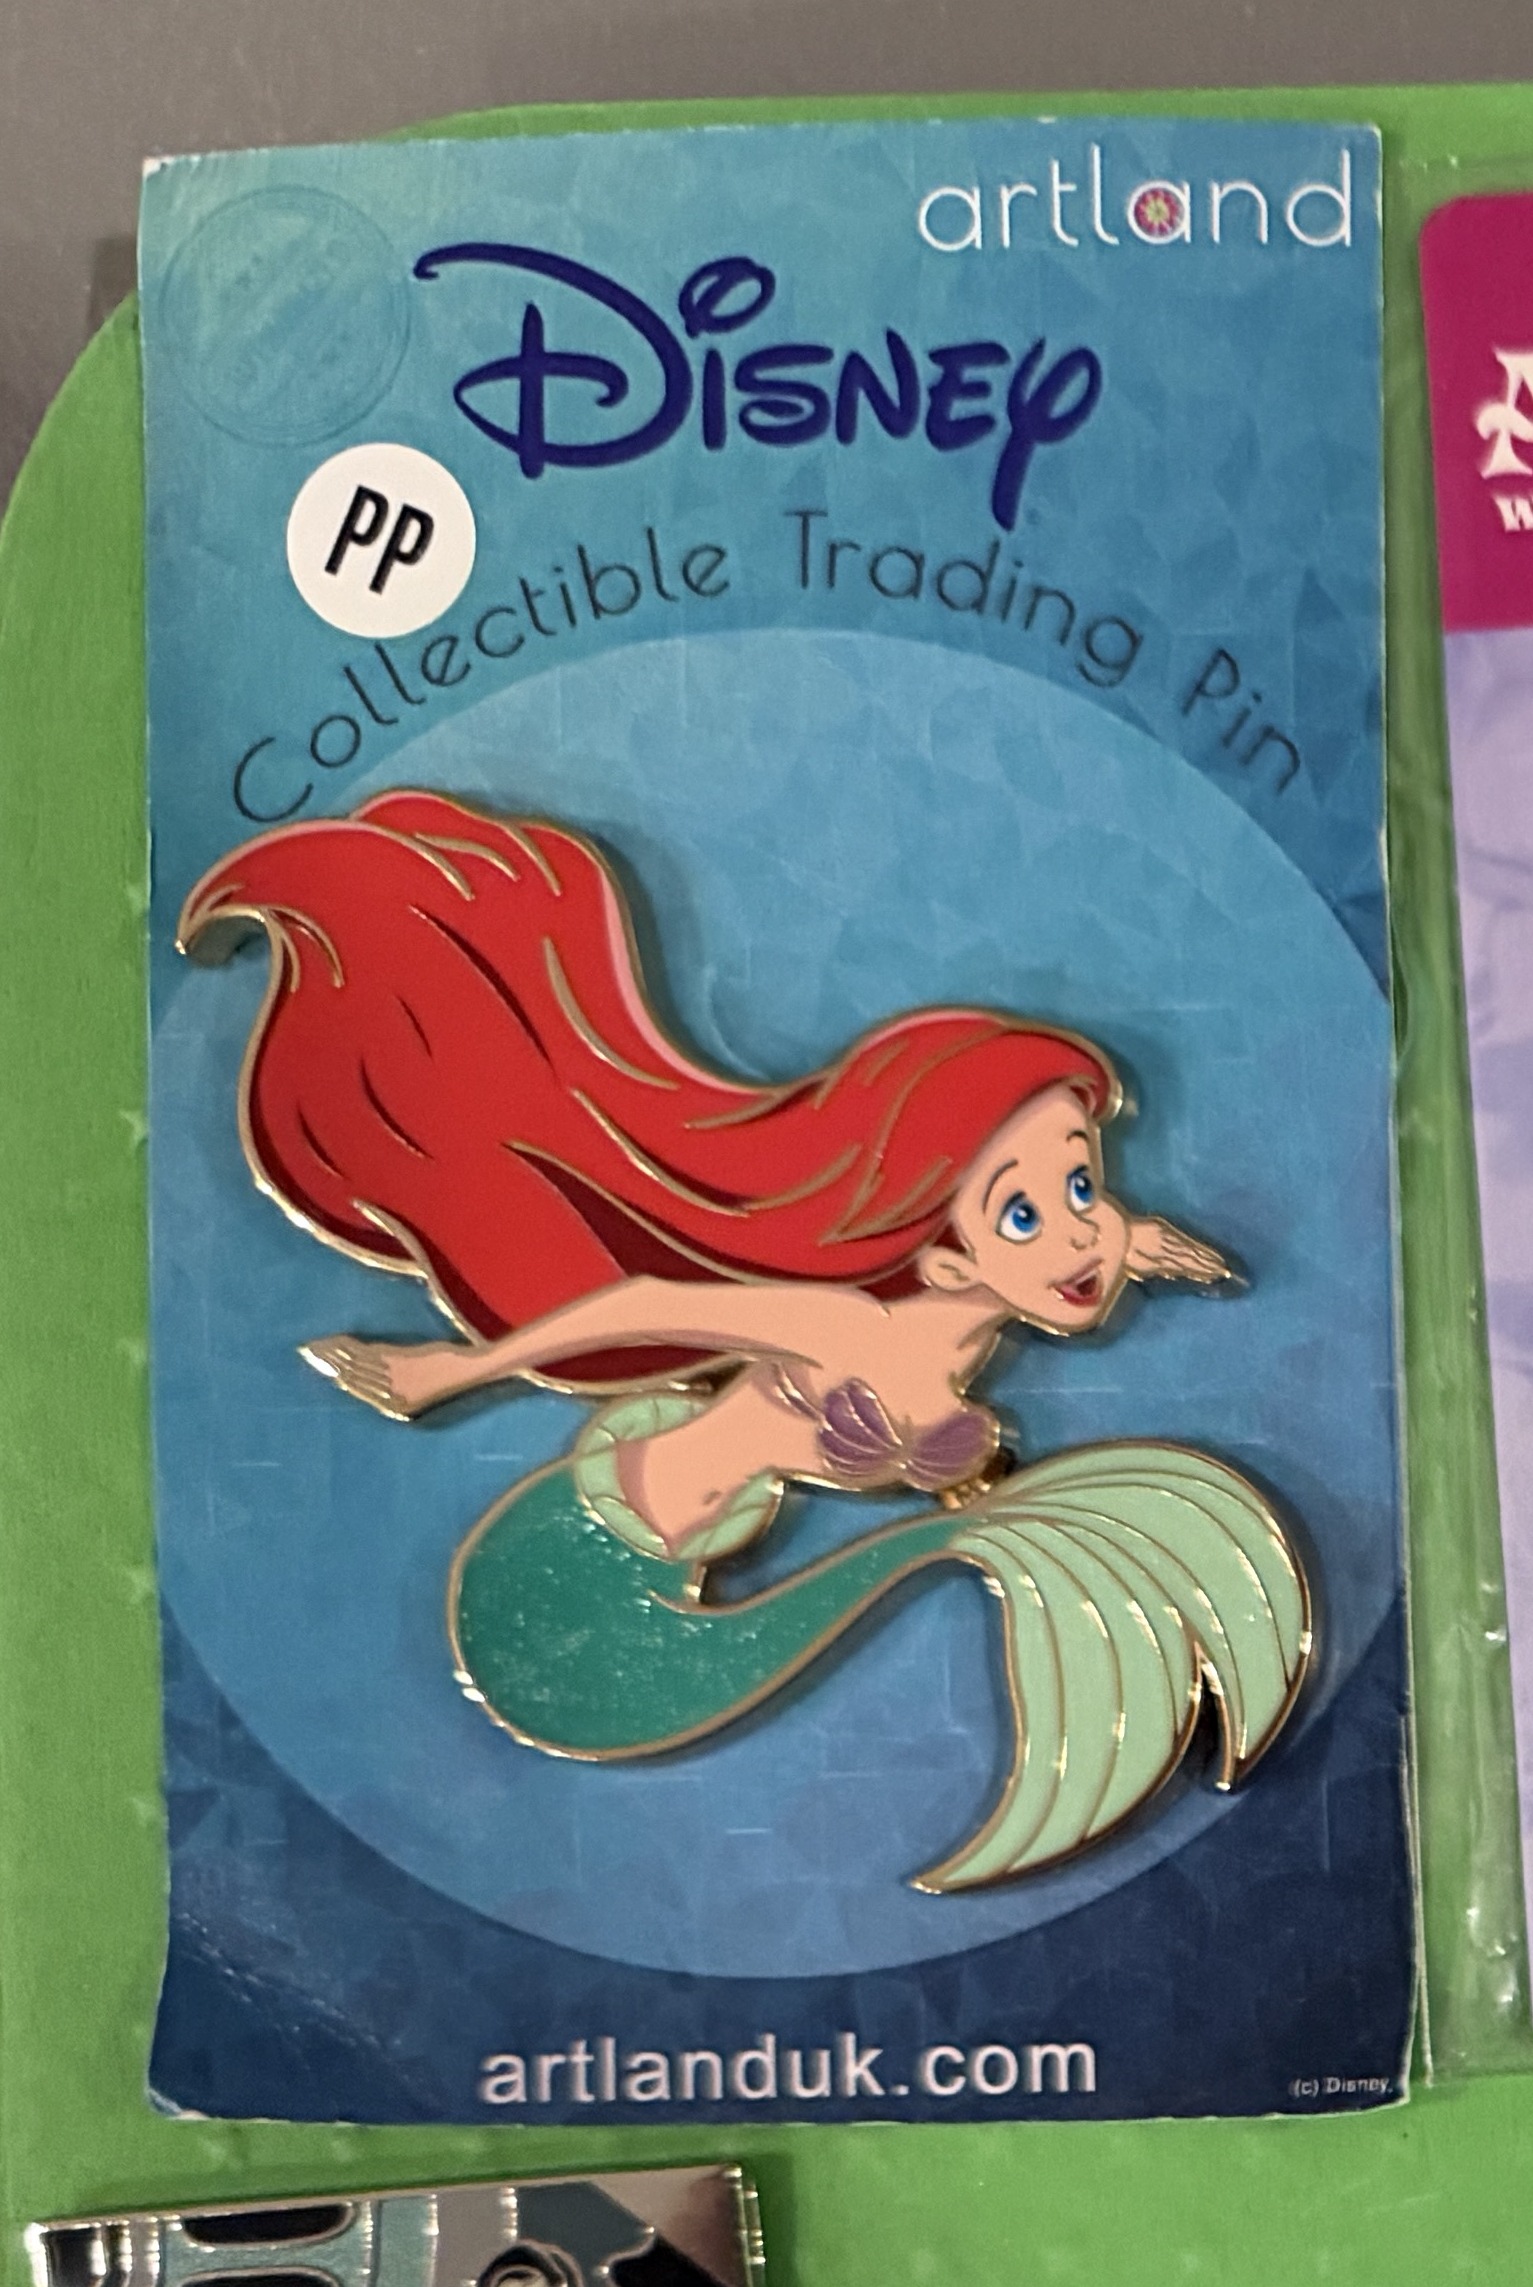 artland
Disney
PP
Collectible Trading Pin
artlanduk.com
(c) Disney.